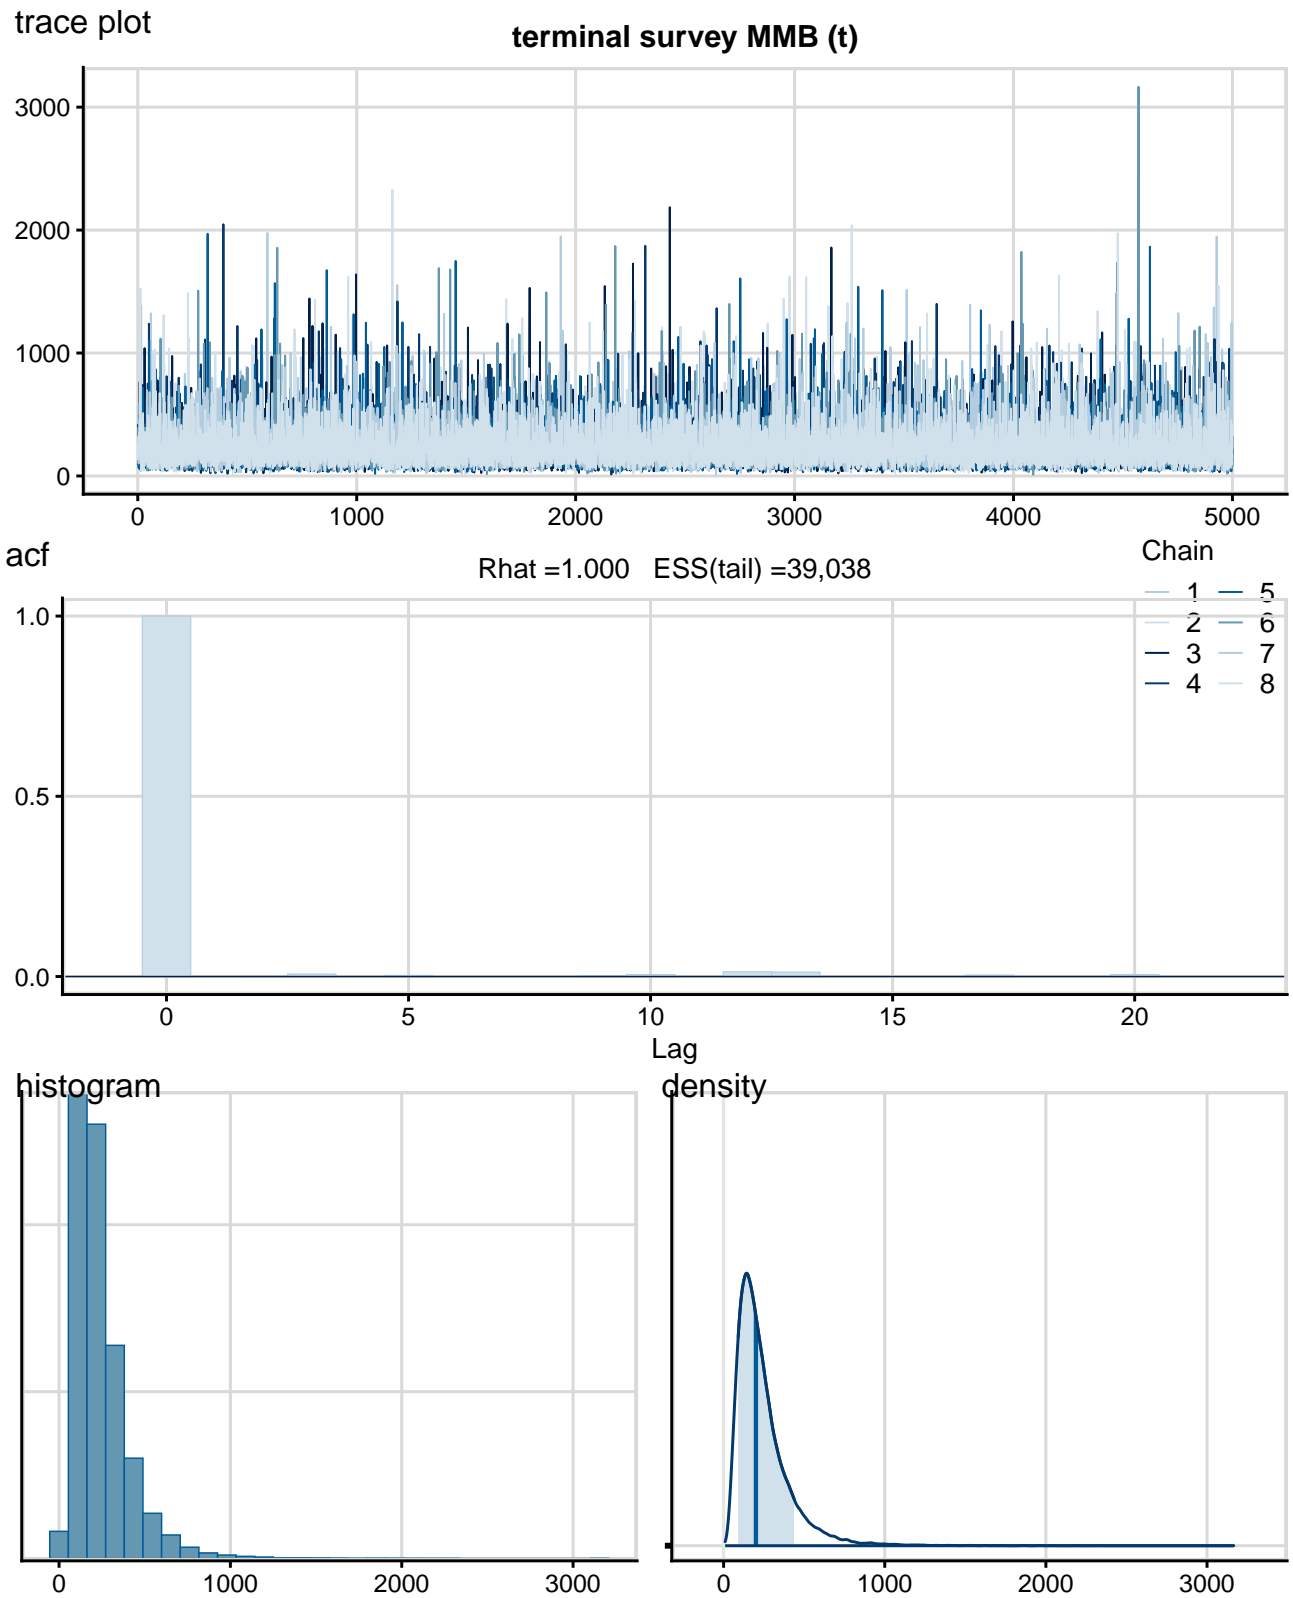 trace plot
terminal survey MMB (t)
3000
2000
1000
0
0 1000 2000 3000 4000 5000
acf
Rhat =1.000 ESS(tail) =39,038
Chain
1 5
2 6
3 7
4 8
1.0
0.5
0.0
0 5 10 15 20
Lag
histogram
0 1000 2000 3000
density
0 1000 2000 3000